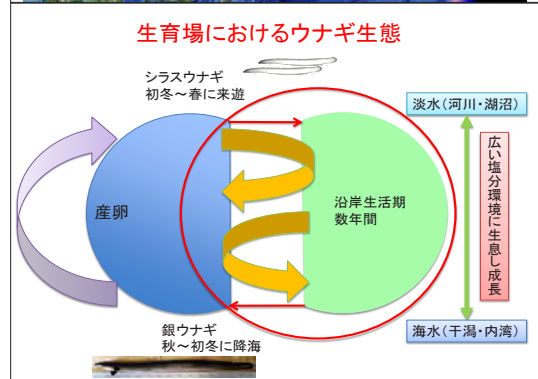 生育場におけるウナギ生態
シラスウナギ
初冬～春に来遊
淡水(河川・湖沼)
広い塩分環境に生息し成長
産卵
沿岸生活期
数年間
銀ウナギ
秋～初冬に降海
海水(干潟・内湾)